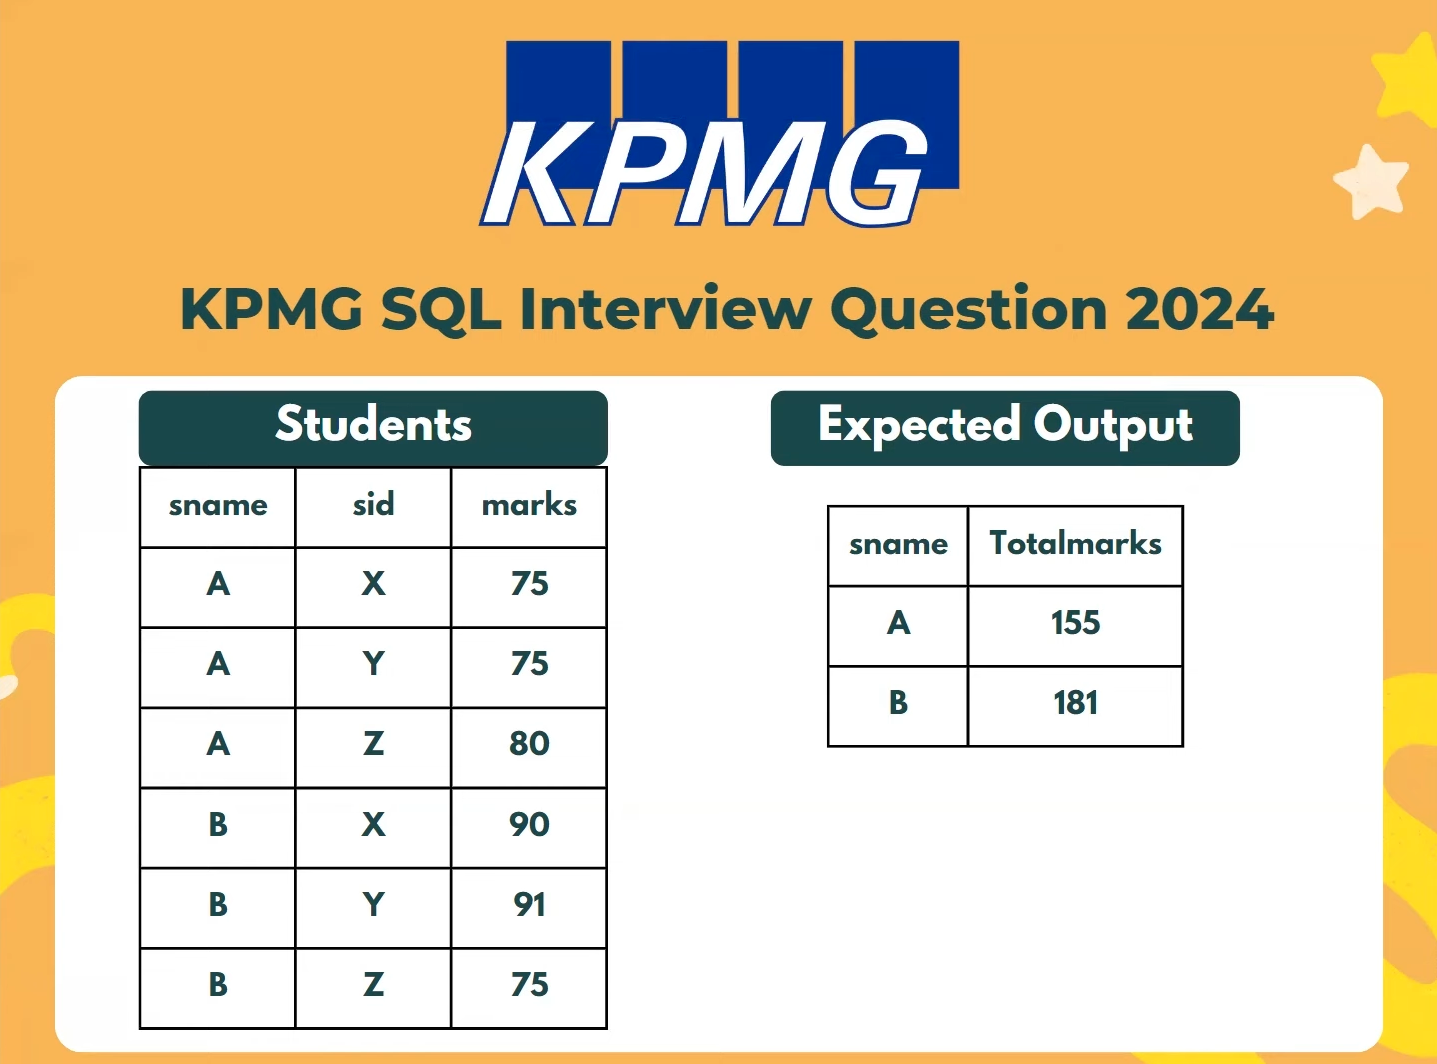 KPMG
KPMG SQL Interview Question 2024
Students
sname sid marks
A X 75
A Y 75
A Z 80
B X 90
B Y 91
B Z 75
Expected Output
sname Totalmarks
A 155
B 181